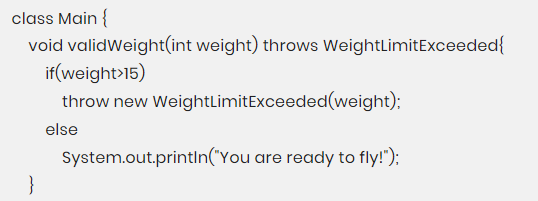 class Main {
void validWeight(int weight) throws WeightLimitExceeded{
if(weight>15)
throw new WeightLimitExceeded(weight);
else
System.out.println("You are ready to fly!");
}